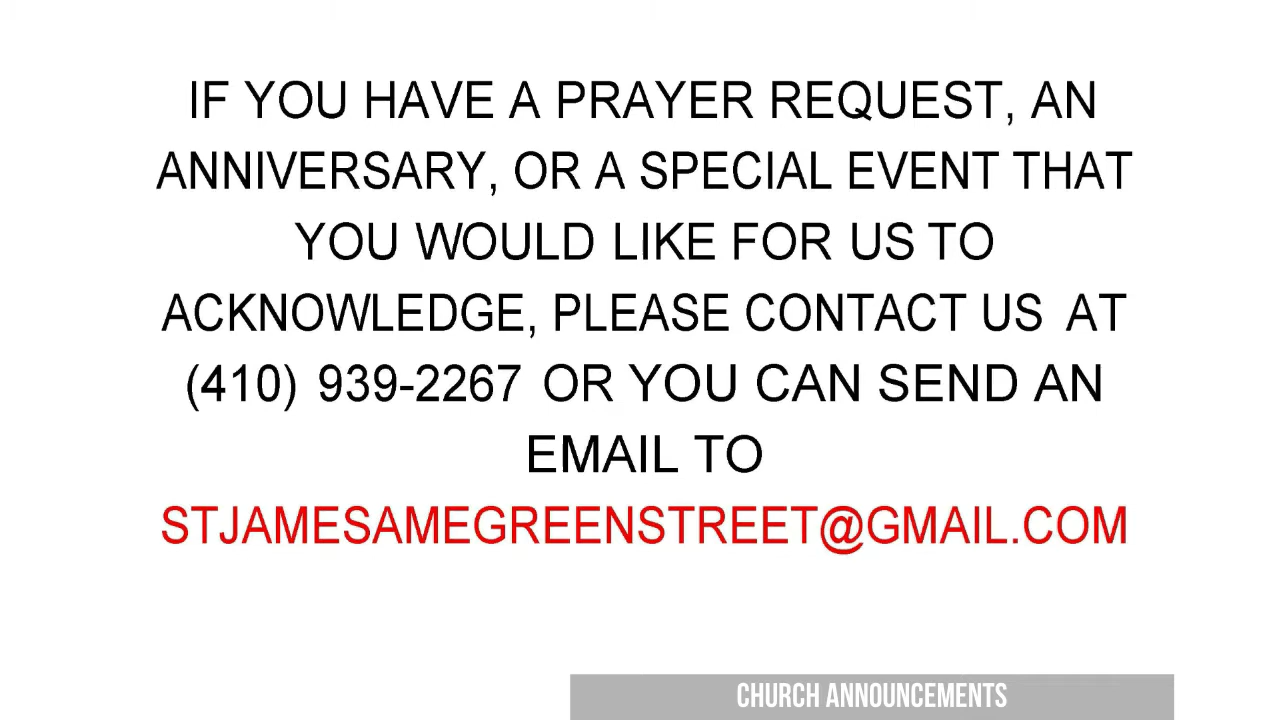 IF YOU HAVE A PRAYER REQUEST, AN
ANNIVERSARY, OR A SPECIAL EVENT THAT
YOU WOULD LIKE FOR US TO
ACKNOWLEDGE, PLEASE CONTACT US AT
(410) 939-2267 OR YOU CAN SEND AN
EMAIL TO
STJAMESAMEGREENSTREET@GMAIL.COM
CHURCH ANNOUNCEMENTS